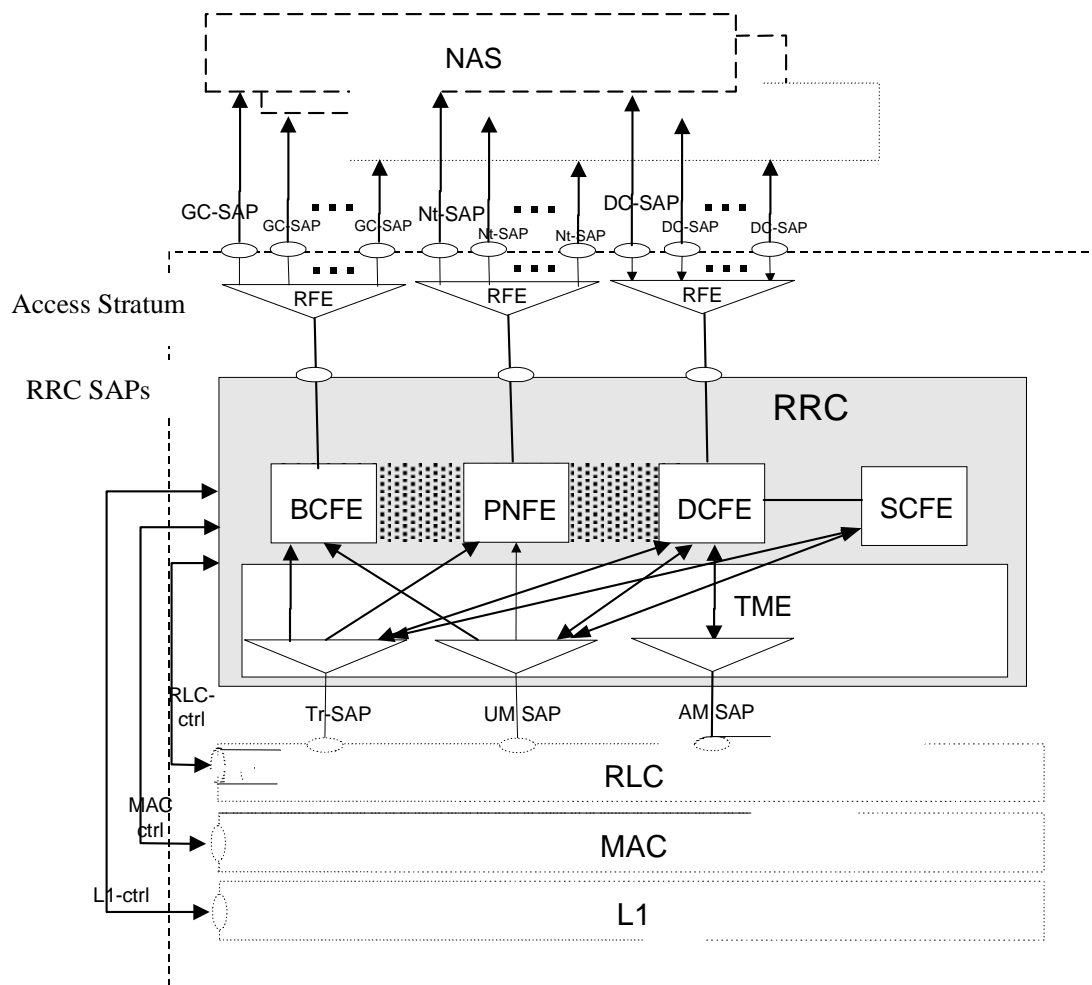 NAS
GC-SAP
GC-SAP
GC-SAP
Nt-SAP
Nt-SAP
Nt-SAP
DC-SAP
DC-SAP
DC-SAP
Access Stratum
RFE
RFE
RFE
RRC SAPs
RRC
BCFE
PNFE
DCFE
SCFE
TME
RLC-
ctrl
Tr-SAP
UM SAP
AM SAP
RLC
MAC
ctrl
MAC
L1-ctrl
L1